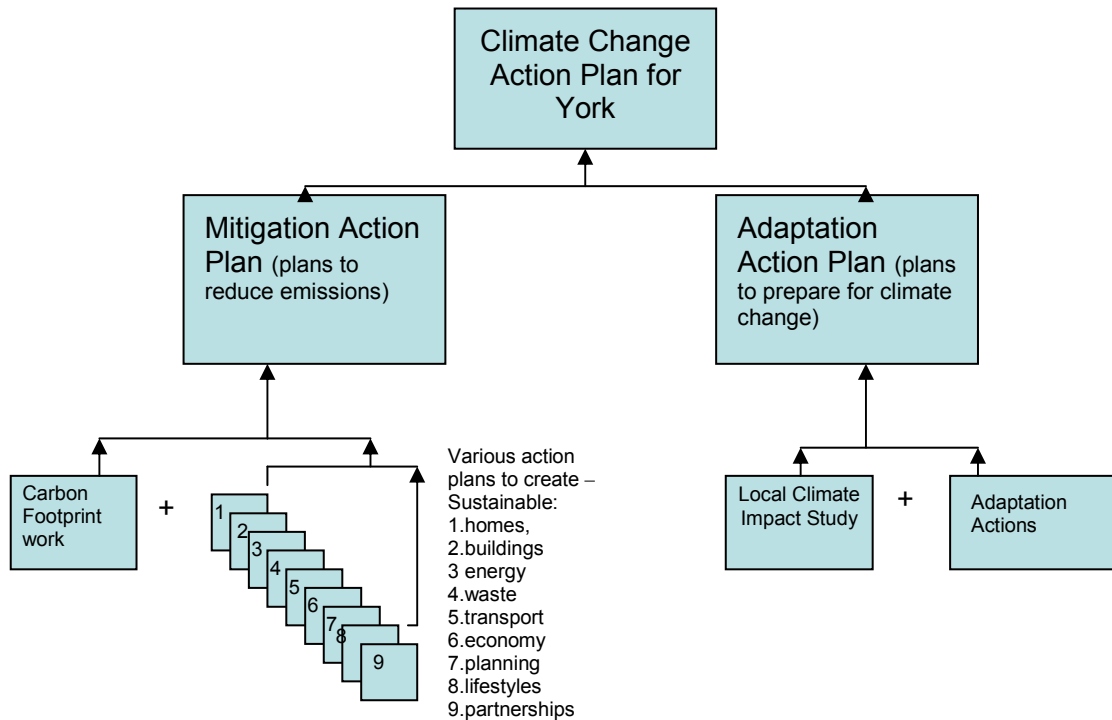 Climate Change
Action Plan for
York
Mitigation Action
Plan (plans to
reduce emissions)
Adaptation
Action Plan (plans
to prepare for climate
change)
Carbon
Footprint
work
+
1
2
3
4
5
6
7
8
9
Various action
plans to create –
Sustainable:
1.homes,
2.buildings
3 energy
4.waste
5.transport
6.economy
7.planning
8.lifestyles
9.partnerships
Local Climate
Impact Study
+
Adaptation
Actions